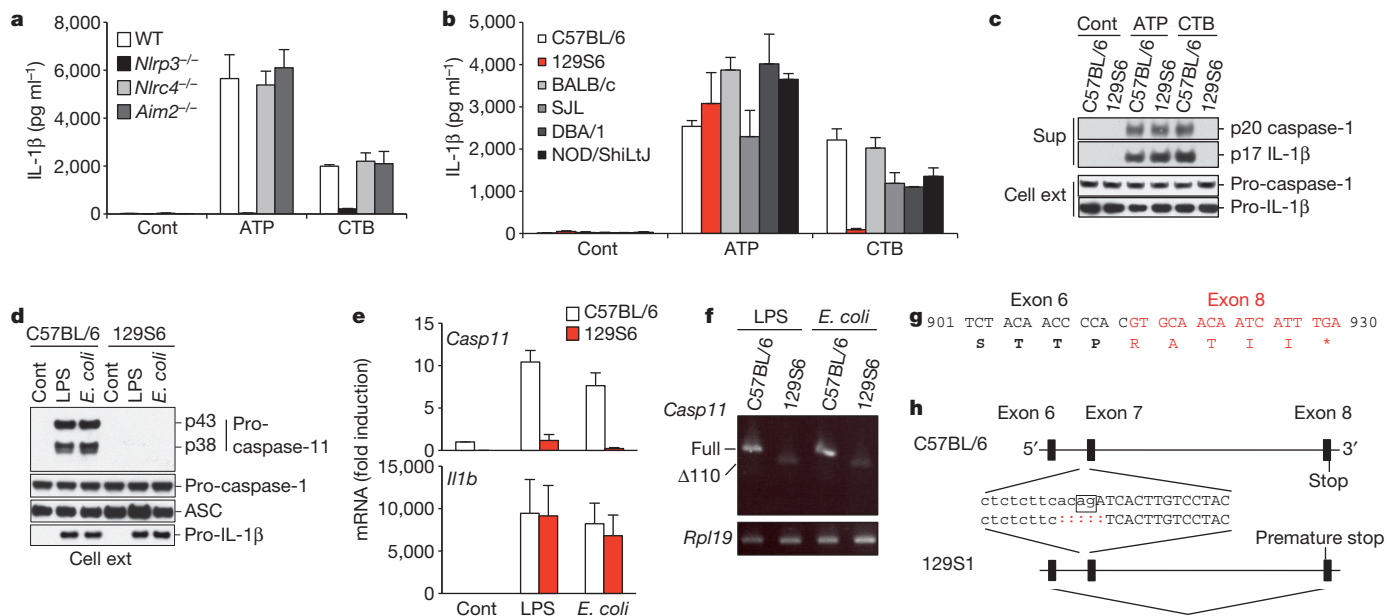 a
8,000
6,000
4,000
2,000
0
IL-1β (pg ml⁻¹)
WT
Nlrp3⁻/⁻
Nlrc4⁻/⁻
Aim2⁻/⁻
Cont ATP CTB
b
5,000
4,000
3,000
2,000
1,000
0
IL-1β (pg ml⁻¹)
C57BL/6
129S6
BALB/c
SJL
DBA/1
NOD/ShiLtJ
Cont ATP CTB
c
Cont ATP CTB
C57BL/6 129S6 C57BL/6 129S6 C57BL/6 129S6
Sup
p20 caspase-1
p17 IL-1β
Cell ext
Pro-caspase-1
Pro-IL-1β
d
C57BL/6 129S6
Cont LPS E. coli Cont LPS E. coli
p43
p38
Pro-
caspase-11
Pro-caspase-1
ASC
Pro-IL-1β
Cell ext
e
C57BL/6
129S6
mRNA (fold induction)
15
10
5
0
Casp11
15,000
10,000
5,000
0
Il1b
Cont LPS E. coli
f
LPS E. coli
C57BL/6 129S6 C57BL/6 129S6
Casp11
Full
Δ110
Rpl19
g
Exon 6 Exon 8
901 TCT ACA ACC CCA CGT GCA ACA ATC ATT TGA 930
S T T P R A T I I *
h
Exon 6 Exon 7 Exon 8
C57BL/6 5′ 3′
Stop
ctctcttcacagATCACTTGTCCTAC
ctctcttc:::::TCACTTGTCCTAC
Premature stop
129S1